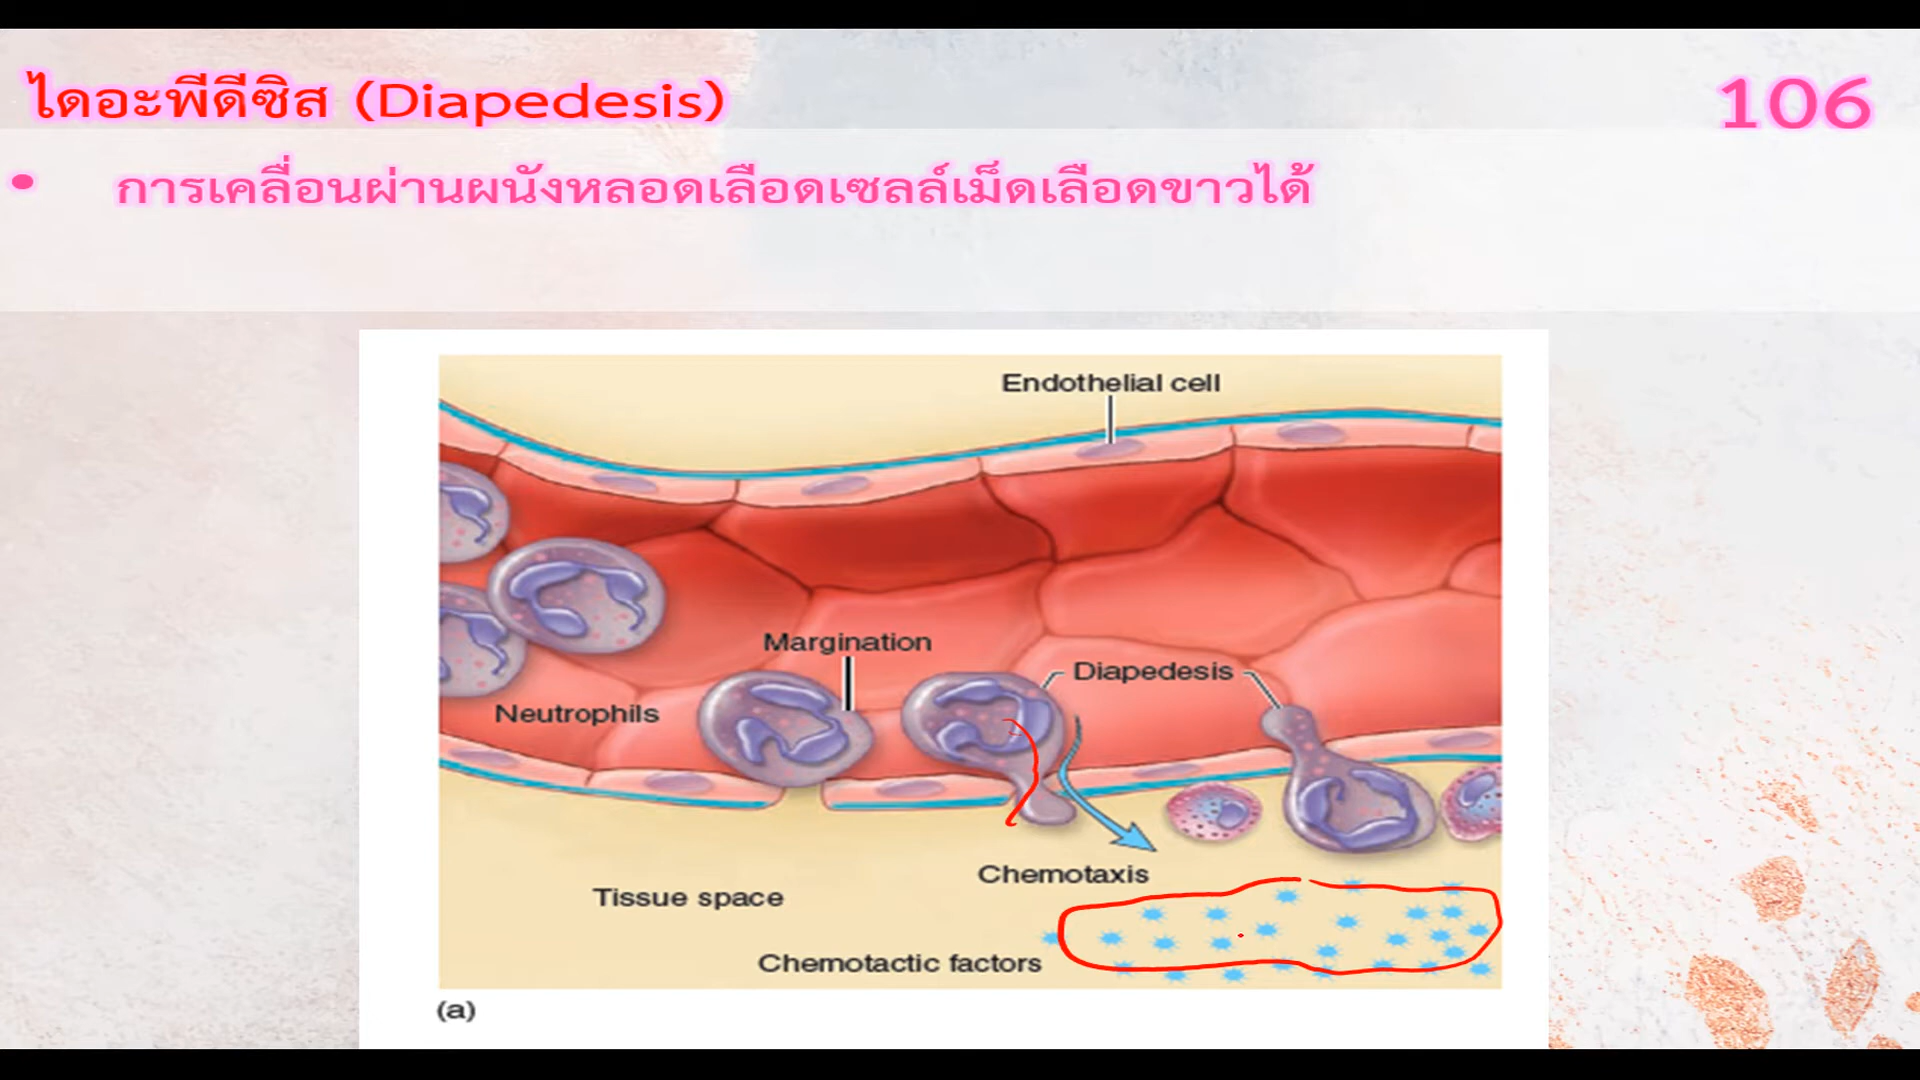 ไดอะพีดีซิส (Diapedesis)
106
• การเคลื่อนผ่านผนังหลอดเลือดเซลล์เม็ดเลือดขาวได้
Endothelial cell
Margination
Diapedesis
Neutrophils
Chemotaxis
Tissue space
Chemotactic factors
(a)